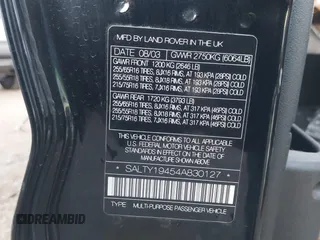 MFD BY LAND ROVER IN THE UK
DATE 08/03 GVWR 2750KG (6064LB)
GAWR FRONT 1200 KG (2646 LB)
255/65R16 TIRES, 8JX16 RIMS, AT 193 KPA (28PSI) COLD
255/55R18 TIRES, 8JX18 RIMS, AT 193 KPA (28PSI) COLD
215/75R16 TIRES, 7JX16 RIMS, AT 193 KPA (28PSI) COLD
GAWR REAR 1720 KG (3793 LB)
255/65R16 TIRES, 8JX16 RIMS, AT 317 KPA (46PSI) COLD
255/55R18 TIRES, 8JX18 RIMS, AT 317 KPA (46PSI) COLD
215/75R16 TIRES, 7JX16 RIMS, AT 317 KPA (46PSI) COLD
THIS VEHICLE CONFORMS TO ALL APPLICABLE
U.S. FEDERAL MOTOR VEHICLE SAFETY AND
THEFT PREVENTION STANDARDS IN EFFECT
ON THE DATE OF MANUFACTURE SHOWN ABOVE
SALTY19454A830127
TYPE MULTI-PURPOSE PASSENGER VEHICLE
DREAMBID